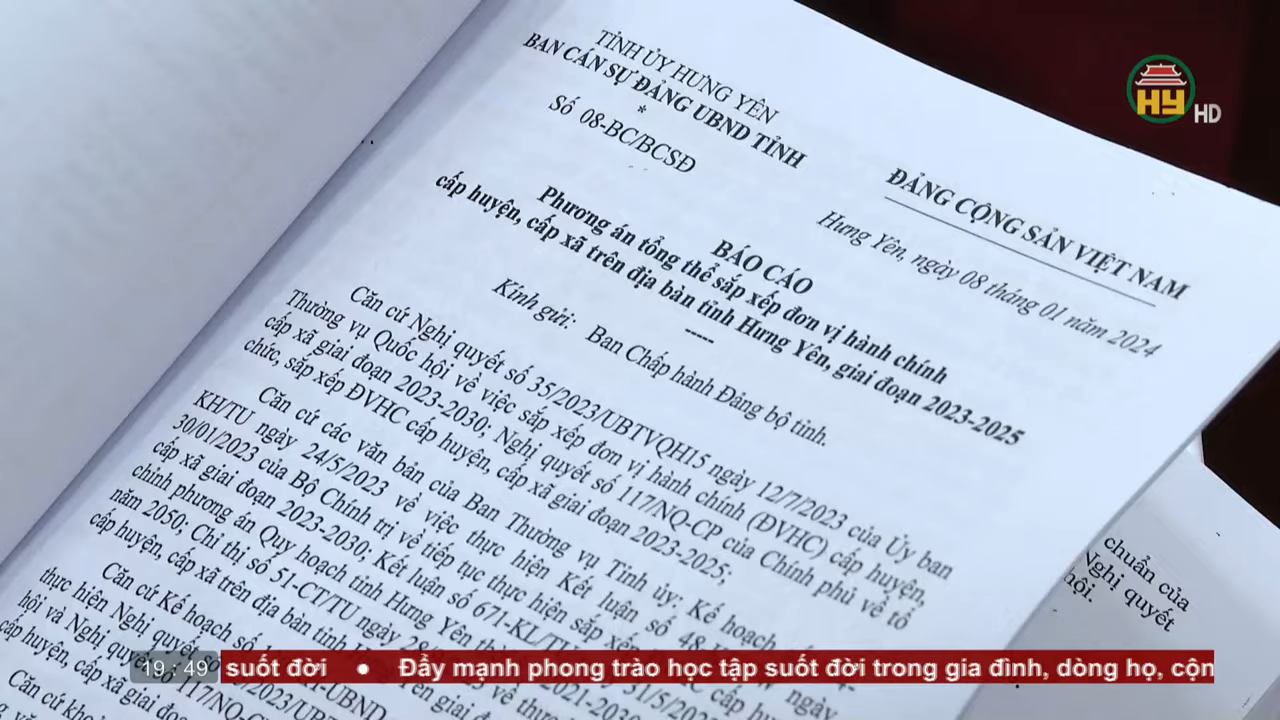 TỈNH ỦY HƯNG YÊN
BAN CÁN SỰ ĐẢNG UBND TỈNH
*
Số 08-BC/BCSĐ
ĐẢNG CỘNG SẢN VIỆT NAM
Hưng Yên, ngày 08 tháng 01 năm 2024
HY HD
BÁO CÁO
Phương án tổng thể sắp xếp đơn vị hành chính
cấp huyện, cấp xã trên địa bàn tỉnh Hưng Yên, giai đoạn 2023-2025
-----
Kính gửi: Ban Chấp hành Đảng bộ tỉnh.
Căn cứ Nghị quyết số 35/2023/UBTVQH15 ngày 12/7/2023 của Ủy ban
Thường vụ Quốc hội về việc sắp xếp đơn vị hành chính (ĐVHC) cấp huyện,
cấp xã giai đoạn 2023-2030; Nghị quyết số 117/NQ-CP của Chính phủ về tổ
chức, sắp xếp ĐVHC cấp huyện, cấp xã giai đoạn 2023-2025;
Căn cứ các văn bản của Ban Thường vụ Tỉnh ủy: Kế hoạch
KH/TU ngày 24/5/2023 về việc thực hiện Kết luận số 48
30/01/2023 của Bộ Chính trị về tiếp tục thực hiện sắp xếp ngày
cấp xã giai đoạn 2023-2030; Kết luận số 671-KL/TU 31/5/2023
chỉnh phương án Quy hoạch tỉnh Hưng Yên 2021-2030
năm 2050; Chỉ thị số 51-CT/TU ngày về
cấp huyện, cấp xã trên địa bàn tỉnh
Căn cứ Kế hoạch số
thực hiện Nghị quyết số
hội và Nghị quyết số 117/NQ
cấp huyện, cấp xã giai
Căn cứ
chuẩn của
Nghị quyết
hội.
19:49 suốt đời • Đẩy mạnh phong trào học tập suốt đời trong gia đình, dòng họ, cộn